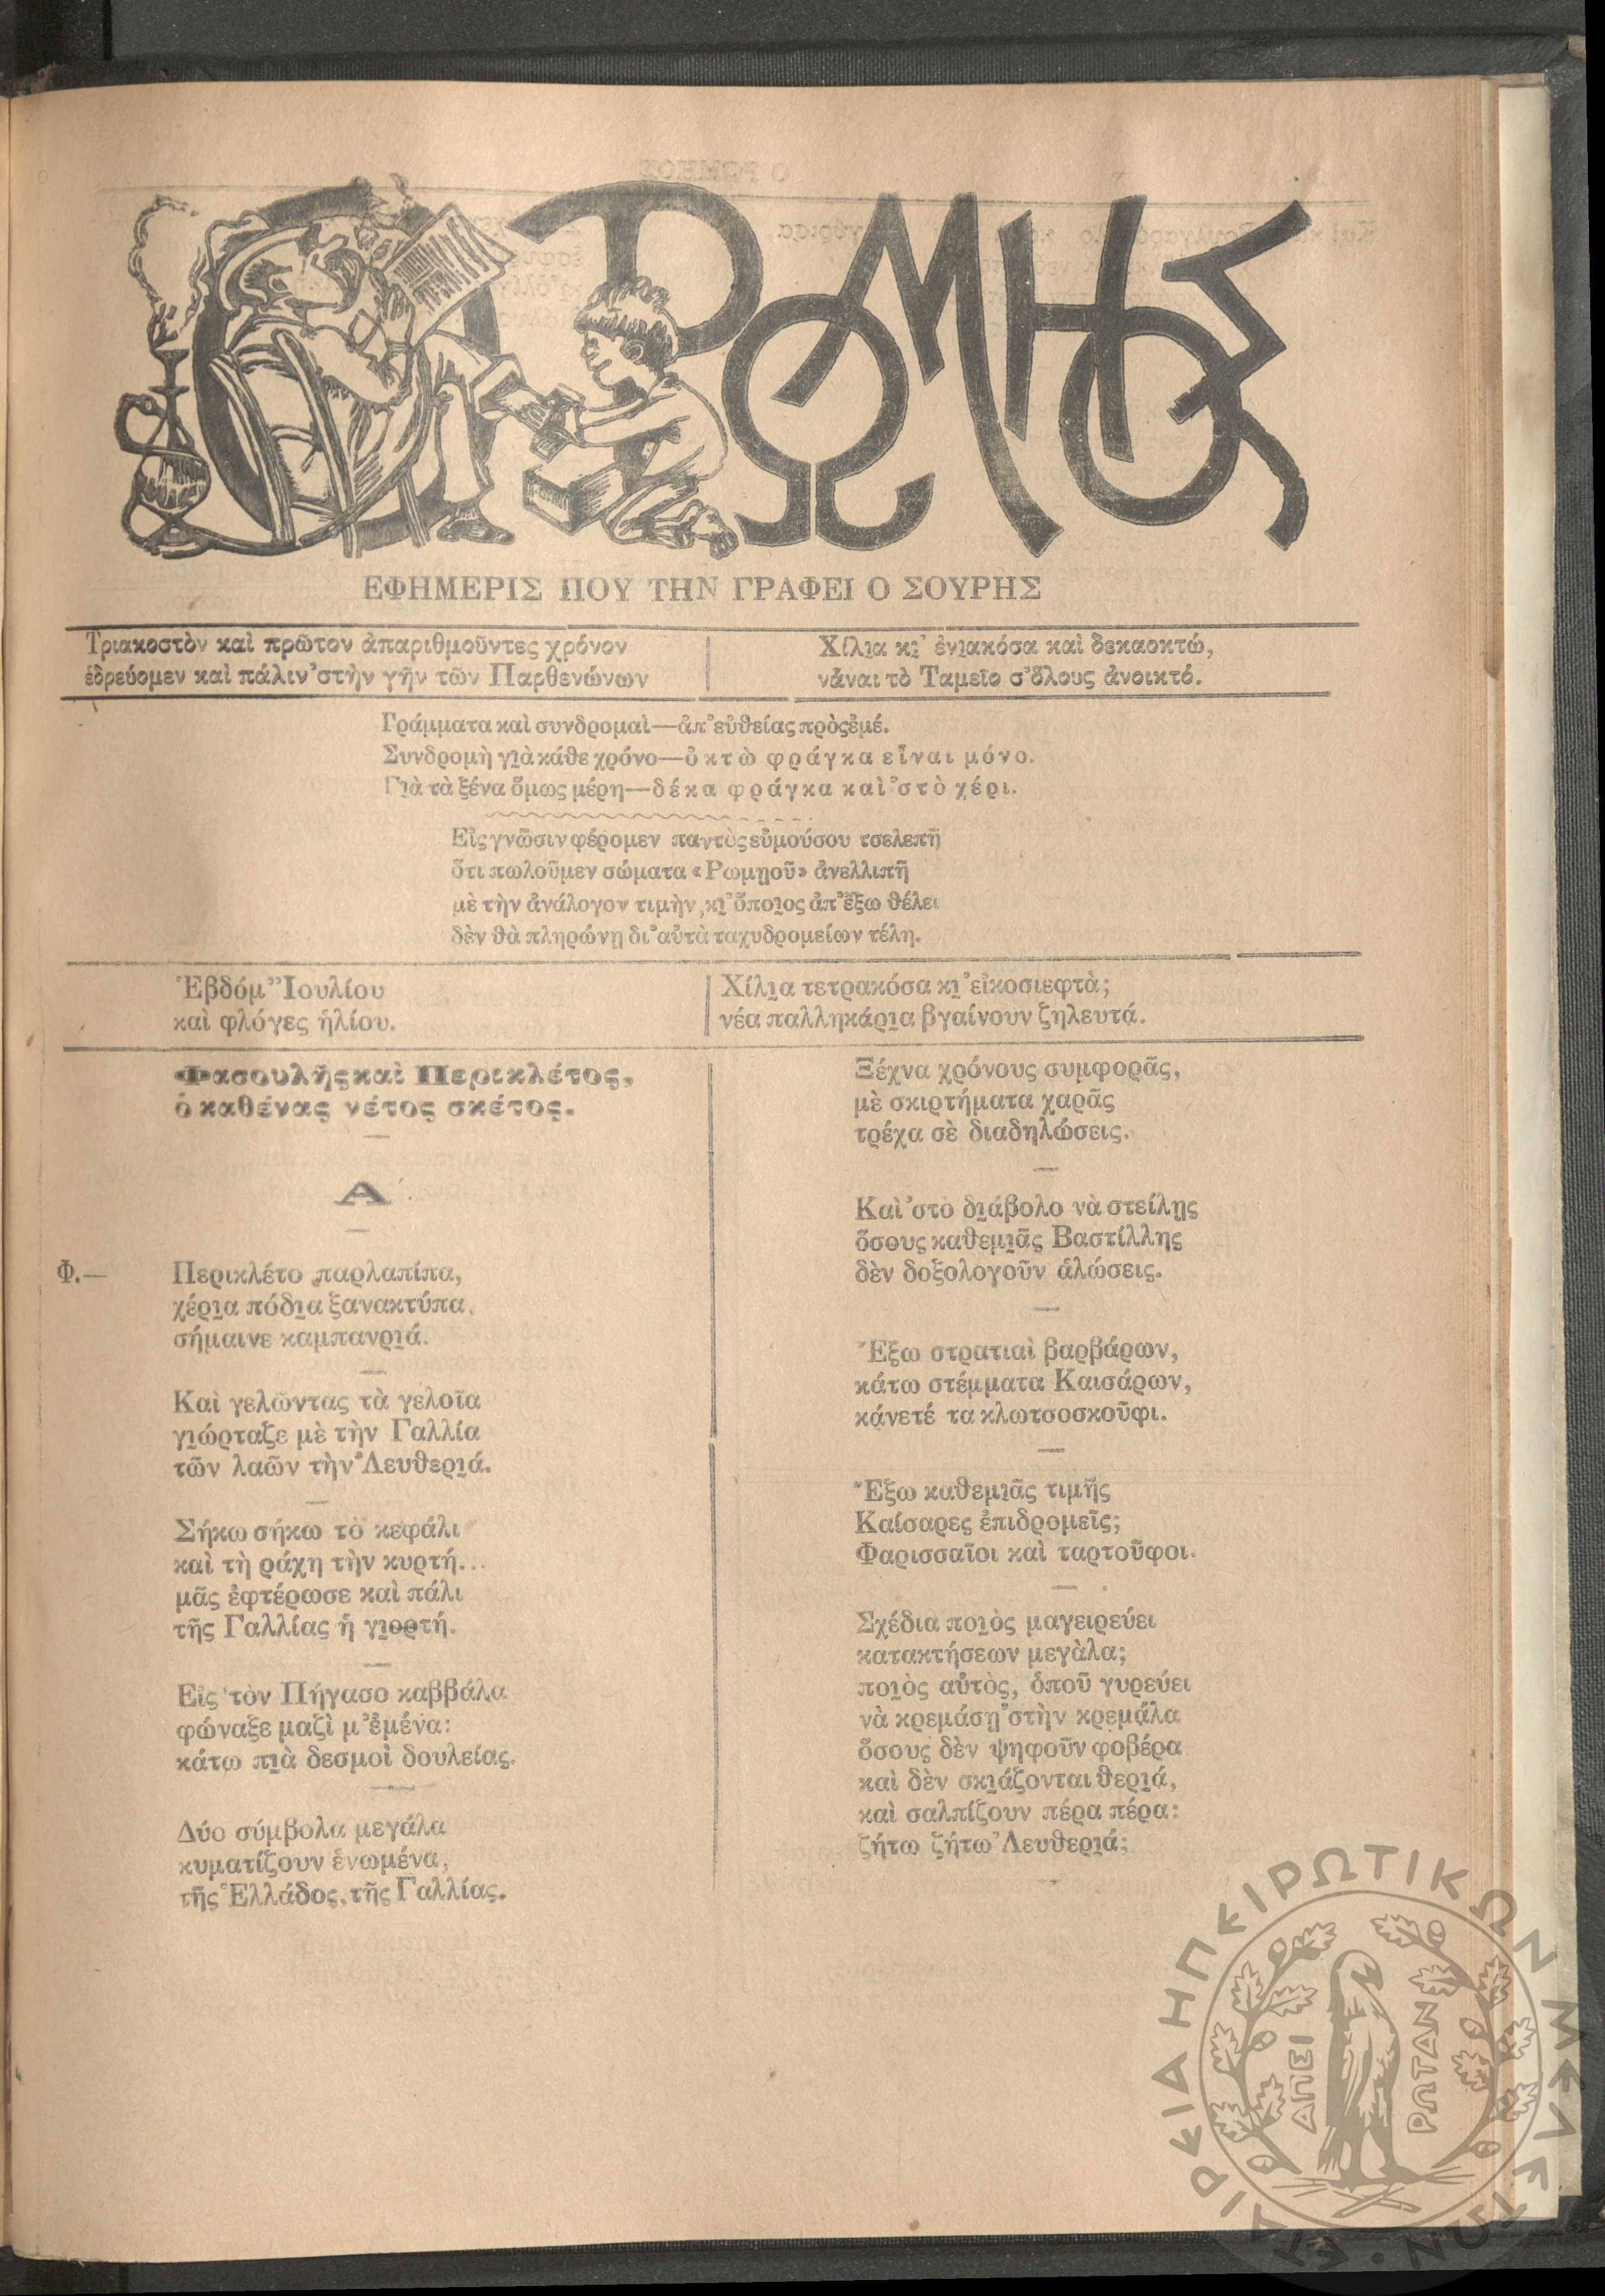 Ο ΡΩΜΗΟΣ
ΕΦΗΜΕΡΙΣ ΠΟΥ ΤΗΝ ΓΡΑΦΕΙ Ο ΣΟΥΡΗΣ
Τριακοστὸν καὶ πρῶτον ἀπαριθμοῦντες χρόνον
ἑδρεύομεν καὶ πάλιν ᾿στὴν γῆν τῶν Παρθενώνων
Χίλια κι᾿ ἐνιακόσα καὶ δεκαοκτώ,
νἆναι τὸ Ταμεῖο σ᾿ ὅλους ἀνοικτό.
Γράμματα καὶ συνδρομαὶ—ἀπ᾿ εὐθείας πρὸς ἐμέ.
Συνδρομὴ γιὰ κάθε χρόνο—ὀκτὼ φράγκα εἶναι μόνο.
Γιὰ τὰ ξένα ὅμως μέρη—δέκα φράγκα καὶ ᾿στὸ χέρι.
Εἰς γνῶσιν φέρομεν παντὸς εὐμούσου τσελεπῆ
ὅτι πωλοῦμεν σώματα «Ρωμῃοῦ» ἀνελλιπῆ
μὲ τὴν ἀνάλογον τιμὴν, κι᾿ ὅποιος ἀπ᾿ ἔξω θέλει
δὲν θὰ πληρώνῃ δι᾿ αὐτὰ ταχυδρομείων τέλη.
Ἑβδόμ᾿ Ἰουλίου
καὶ φλόγες ἡλίου.
Χίλια τετρακόσα κι᾿ εἰκοσιεφτὰ;
νέα παλληκάρια βγαίνουν ζηλευτά.
Φασουλῆς καὶ Περικλέτος,
ὁ καθένας νέτος σκέτος.
Α΄.
Φ.— Περικλέτο παρλαπίπα,
χέρια πόδια ξανακτύπα,
σήμαινε καμπανριά.
Καὶ γελῶντας τὰ γελοῖα
γιώρταζε μὲ τὴν Γαλλία
τῶν λαῶν τὴν ᾿Λευθεριά.
Σήκω σήκω τὸ κεφάλι
καὶ τὴ ράχη τὴν κυρτή...
μᾶς ἐφτέρωσε καὶ πάλι
τῆς Γαλλίας ἡ γιορτή.
Εἰς τὸν Πήγασο καββάλα
φώναξε μαζὶ μ᾿ ἐμένα:
κάτω πιὰ δεσμοὶ δουλείας.
Δύο σύμβολα μεγάλα
κυματίζουν ἑνωμένα,
τῆς Ἑλλάδος, τῆς Γαλλίας.
Ξέχνα χρόνους συμφορᾶς,
μὲ σκιρτήματα χαρᾶς
τρέχα σὲ διαδηλώσεις.
Καὶ ᾿στὸ διάβολο νὰ στείλῃς
ὅσους καθεμιᾶς Βαστίλλης
δὲν δοξολογοῦν ἁλώσεις.
Ἔξω στρατιαὶ βαρβάρων,
κάτω στέμματα Καισάρων,
κάνετέ τα κλωτσοσκοῦφι.
Ἔξω καθεμιᾶς τιμῆς
Καίσαρες ἐπιδρομεῖς;
Φαρισσαῖοι καὶ ταρτοῦφοι.
Σχέδια ποιὸς μαγειρεύει
κατακτήσεων μεγὰλα;
ποιὸς αὐτὸς, ὁποῦ γυρεύει
νὰ κρεμάσῃ ᾿στὴν κρεμάλα
ὅσους δὲν ψηφοῦν φοβέρα
καὶ δὲν σκιάζονται θεριά,
καὶ σαλπίζουν πέρα πέρα:
ζήτω ζήτω ᾿Λευθεριά;
ΕΤΑΙΡΕΙΑ ΗΠΕΙΡΩΤΙΚΩΝ ΜΕΛΕΤΩΝ
ΑΠΕΙ
ΡΩΤΑΝ